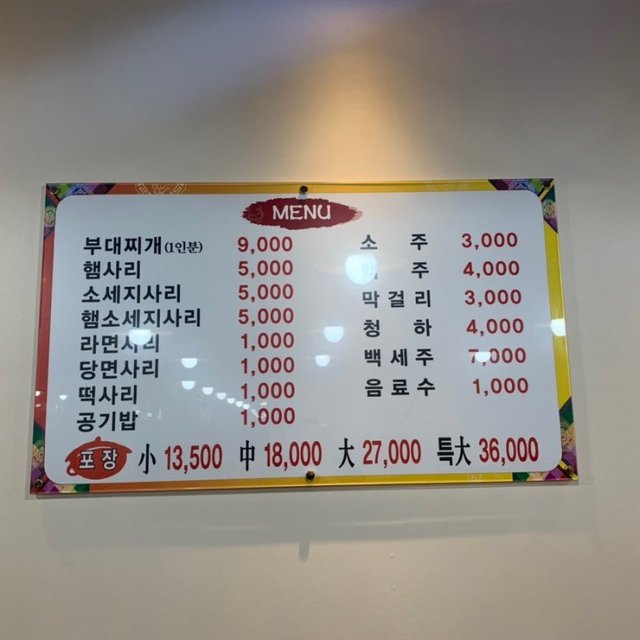 MENU
부대찌개(1인분) 9,000
햄사리 5,000
소세지사리 5,000
햄소세지사리 5,000
라면사리 1,000
당면사리 1,000
떡사리 1,000
공기밥 1,000
소 주 3,000
주 4,000
막걸리 3,000
청 하 4,000
백세주 7,000
음료수 1,000
포장 小 13,500 中 18,000 大 27,000 특大 36,000